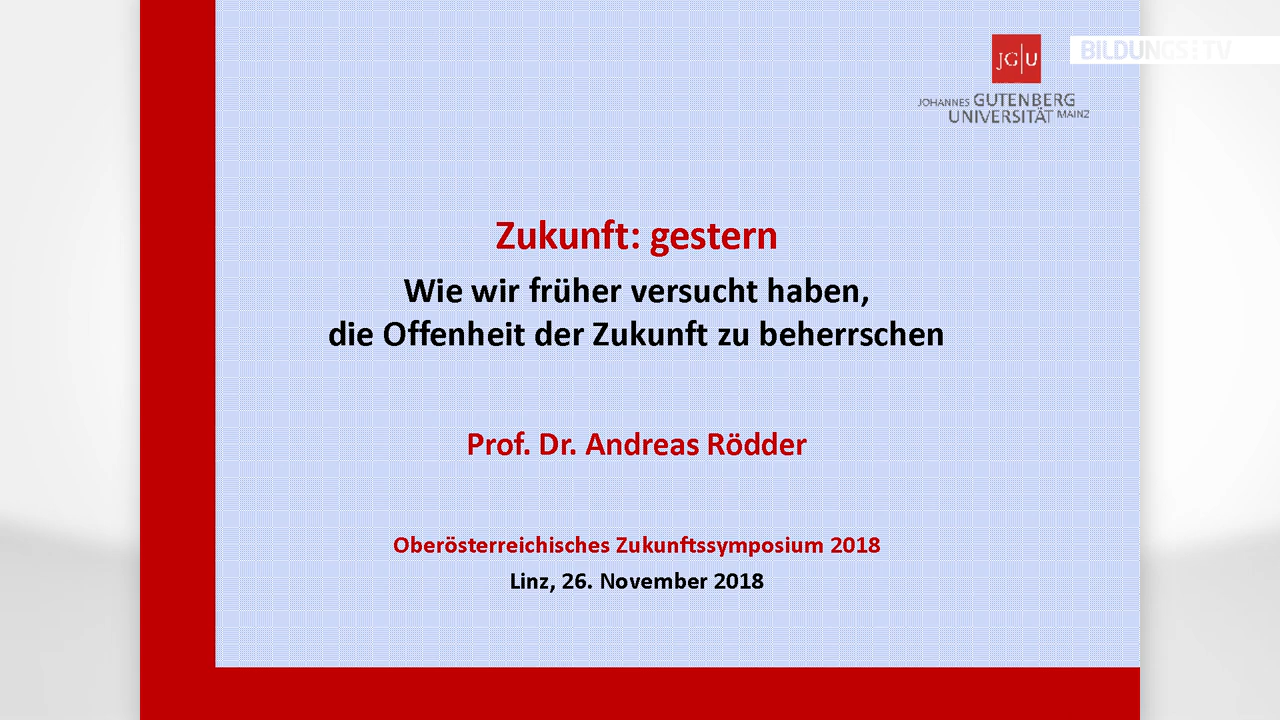 BILDUNGS:TV
JG|U
JOHANNES GUTENBERG
UNIVERSITÄT MAINZ
Zukunft: gestern
Wie wir früher versucht haben,
die Offenheit der Zukunft zu beherrschen
Prof. Dr. Andreas Rödder
Oberösterreichisches Zukunftssymposium 2018
Linz, 26. November 2018